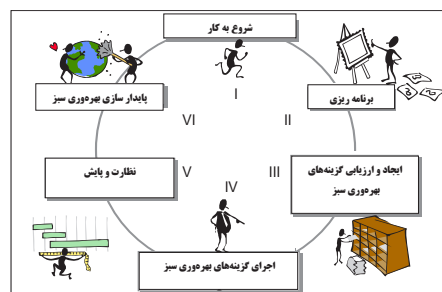 شروع به کار
I
برنامه ریزی
II
ایجاد و ارزیابی گزینه‌های
بهره‌وری سبز
III
اجرای گزینه‌های بهره‌وری سبز
IV
نظارت و پایش
V
پایدار سازی بهره‌وری سبز
VI